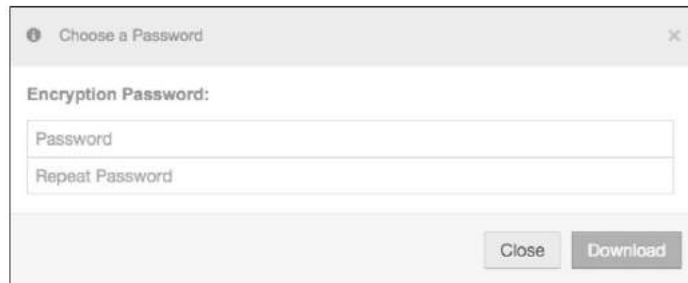 Choose a Password
Encryption Password:
Password
Repeat Password
Close Download